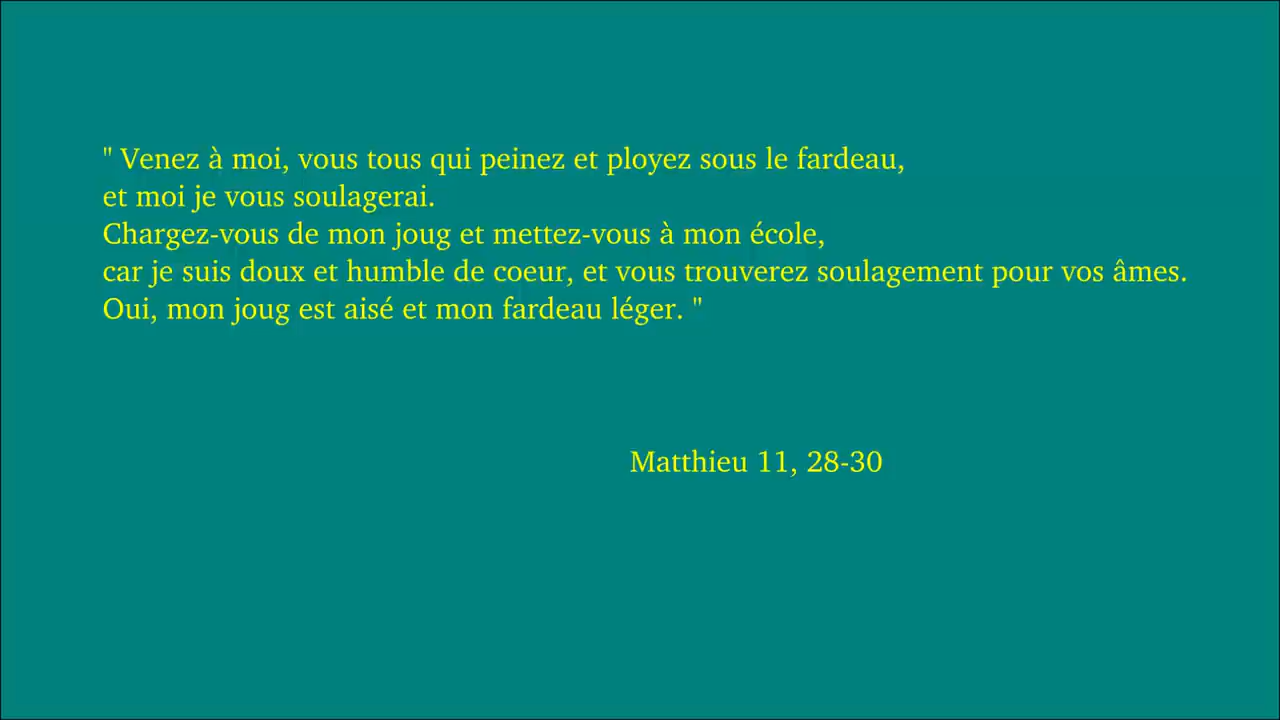 " Venez à moi, vous tous qui peinez et ployez sous le fardeau,
et moi je vous soulagerai.
Chargez-vous de mon joug et mettez-vous à mon école,
car je suis doux et humble de coeur, et vous trouverez soulagement pour vos âmes.
Oui, mon joug est aisé et mon fardeau léger. "
Matthieu 11, 28-30